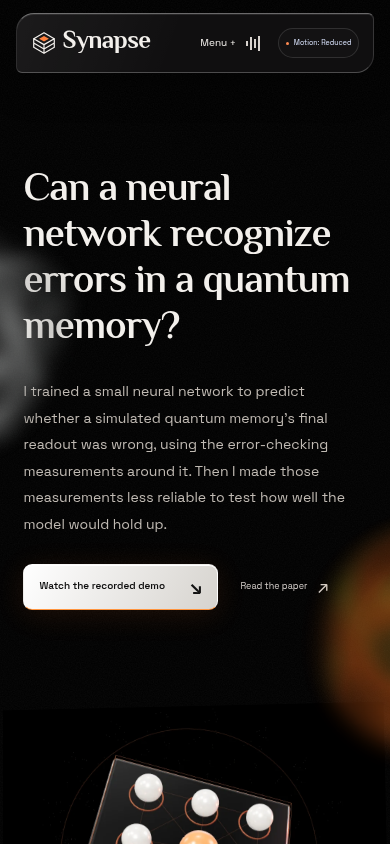 Synapse
Menu +
Motion: Reduced
Can a neural
network recognize
errors in a quantum
memory?
I trained a small neural network to predict
whether a simulated quantum memory's final
readout was wrong, using the error-checking
measurements around it. Then I made those
measurements less reliable to test how well the
model would hold up.
Watch the recorded demo
Read the paper